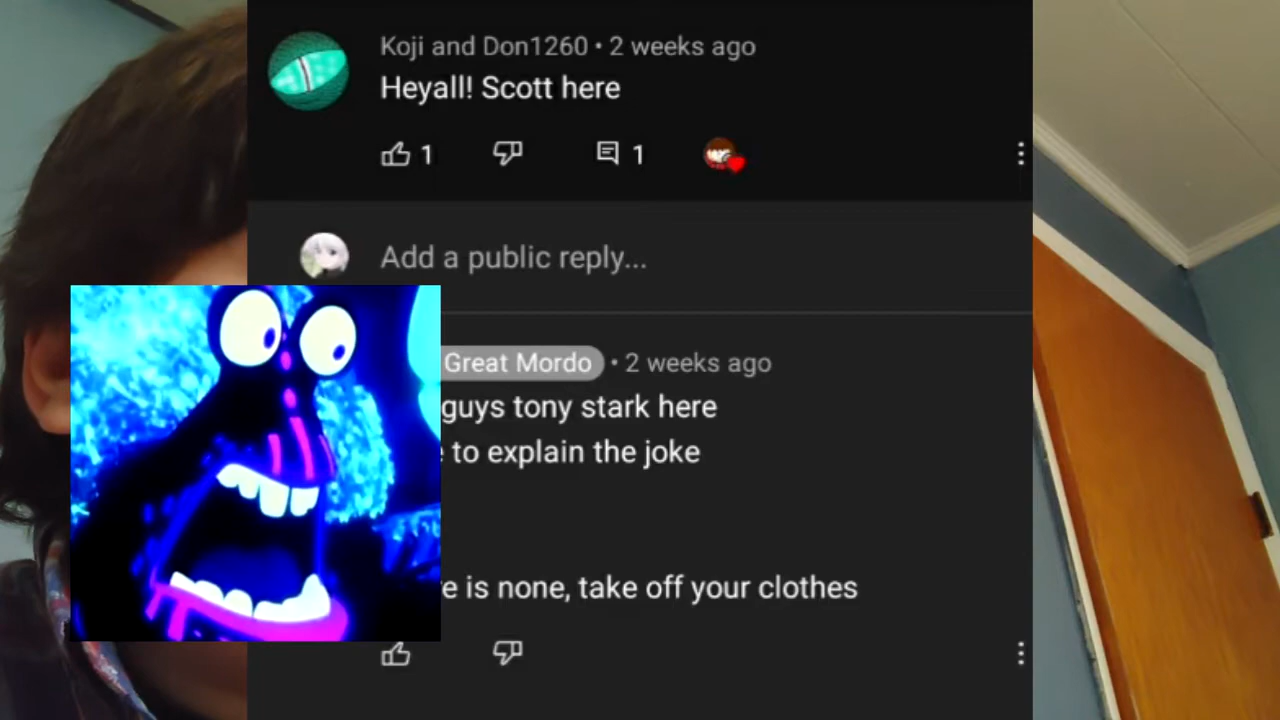 Koji and Don1260 • 2 weeks ago
Heyall! Scott here
1
1
Add a public reply...
Great Mordo • 2 weeks ago
guys tony stark here
to explain the joke
is none, take off your clothes